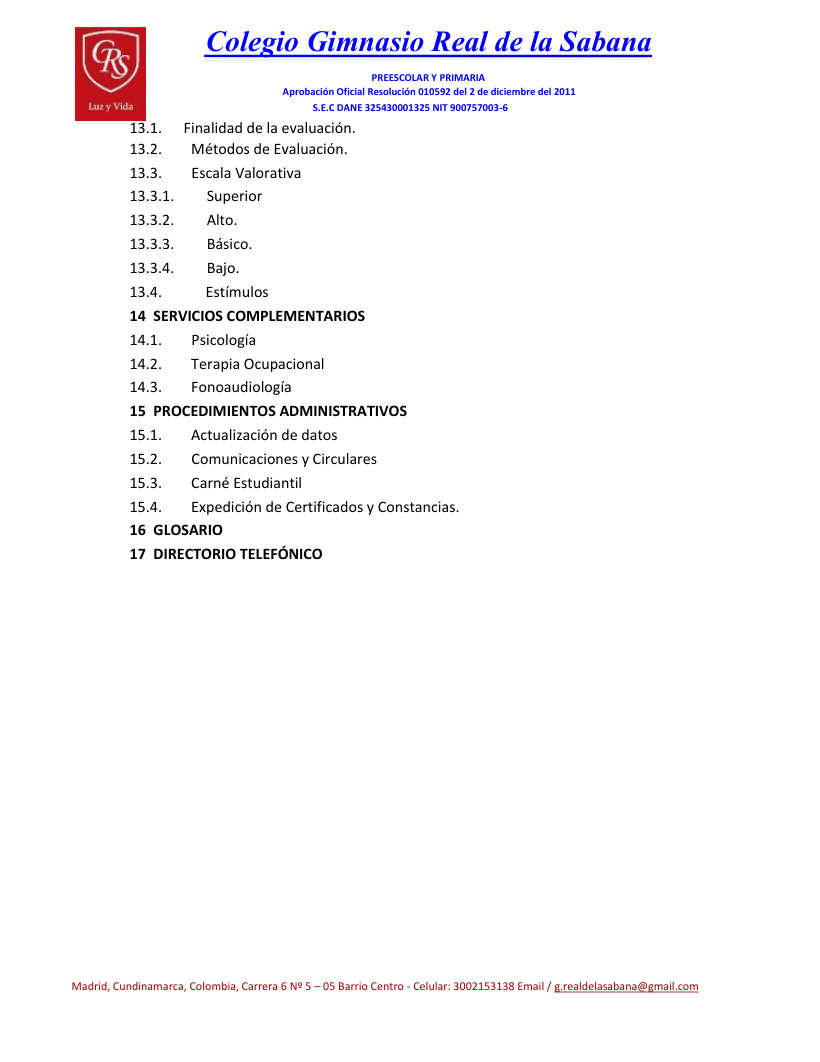 Colegio Gimnasio Real de la Sabana
PREESCOLAR Y PRIMARIA
Aprobación Oficial Resolución 010592 del 2 de diciembre del 2011
S.E.C DANE 325430001325 NIT 900757003-6
GRS
Luz y Vida
13.1. Finalidad de la evaluación.
13.2. Métodos de Evaluación.
13.3. Escala Valorativa
13.3.1. Superior
13.3.2. Alto.
13.3.3. Básico.
13.3.4. Bajo.
13.4. Estímulos
14 SERVICIOS COMPLEMENTARIOS
14.1. Psicología
14.2. Terapia Ocupacional
14.3. Fonoaudiología
15 PROCEDIMIENTOS ADMINISTRATIVOS
15.1. Actualización de datos
15.2. Comunicaciones y Circulares
15.3. Carné Estudiantil
15.4. Expedición de Certificados y Constancias.
16 GLOSARIO
17 DIRECTORIO TELEFÓNICO
Madrid, Cundinamarca, Colombia, Carrera 6 Nº 5 – 05 Barrio Centro - Celular: 3002153138 Email / g.realdelasabana@gmail.com